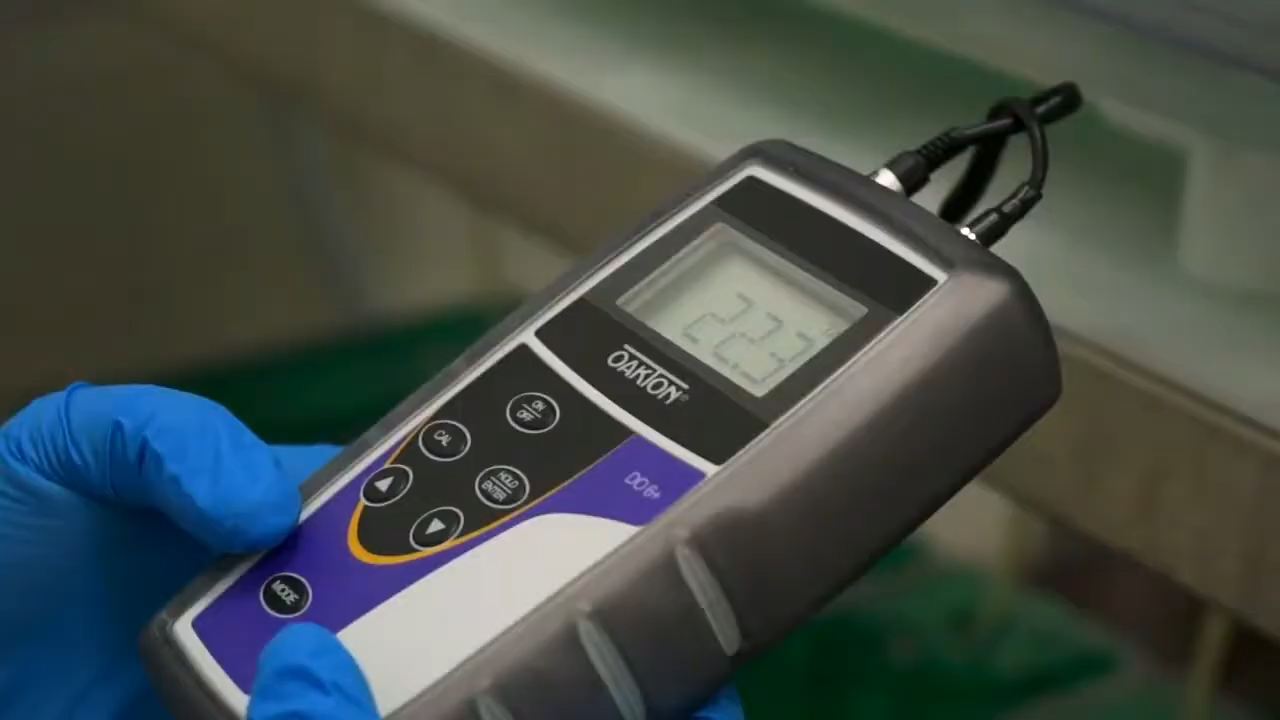 22.3
OAKTON®
ON
OFF
CAL
HOLD
ENTER
DO 6+
MODE